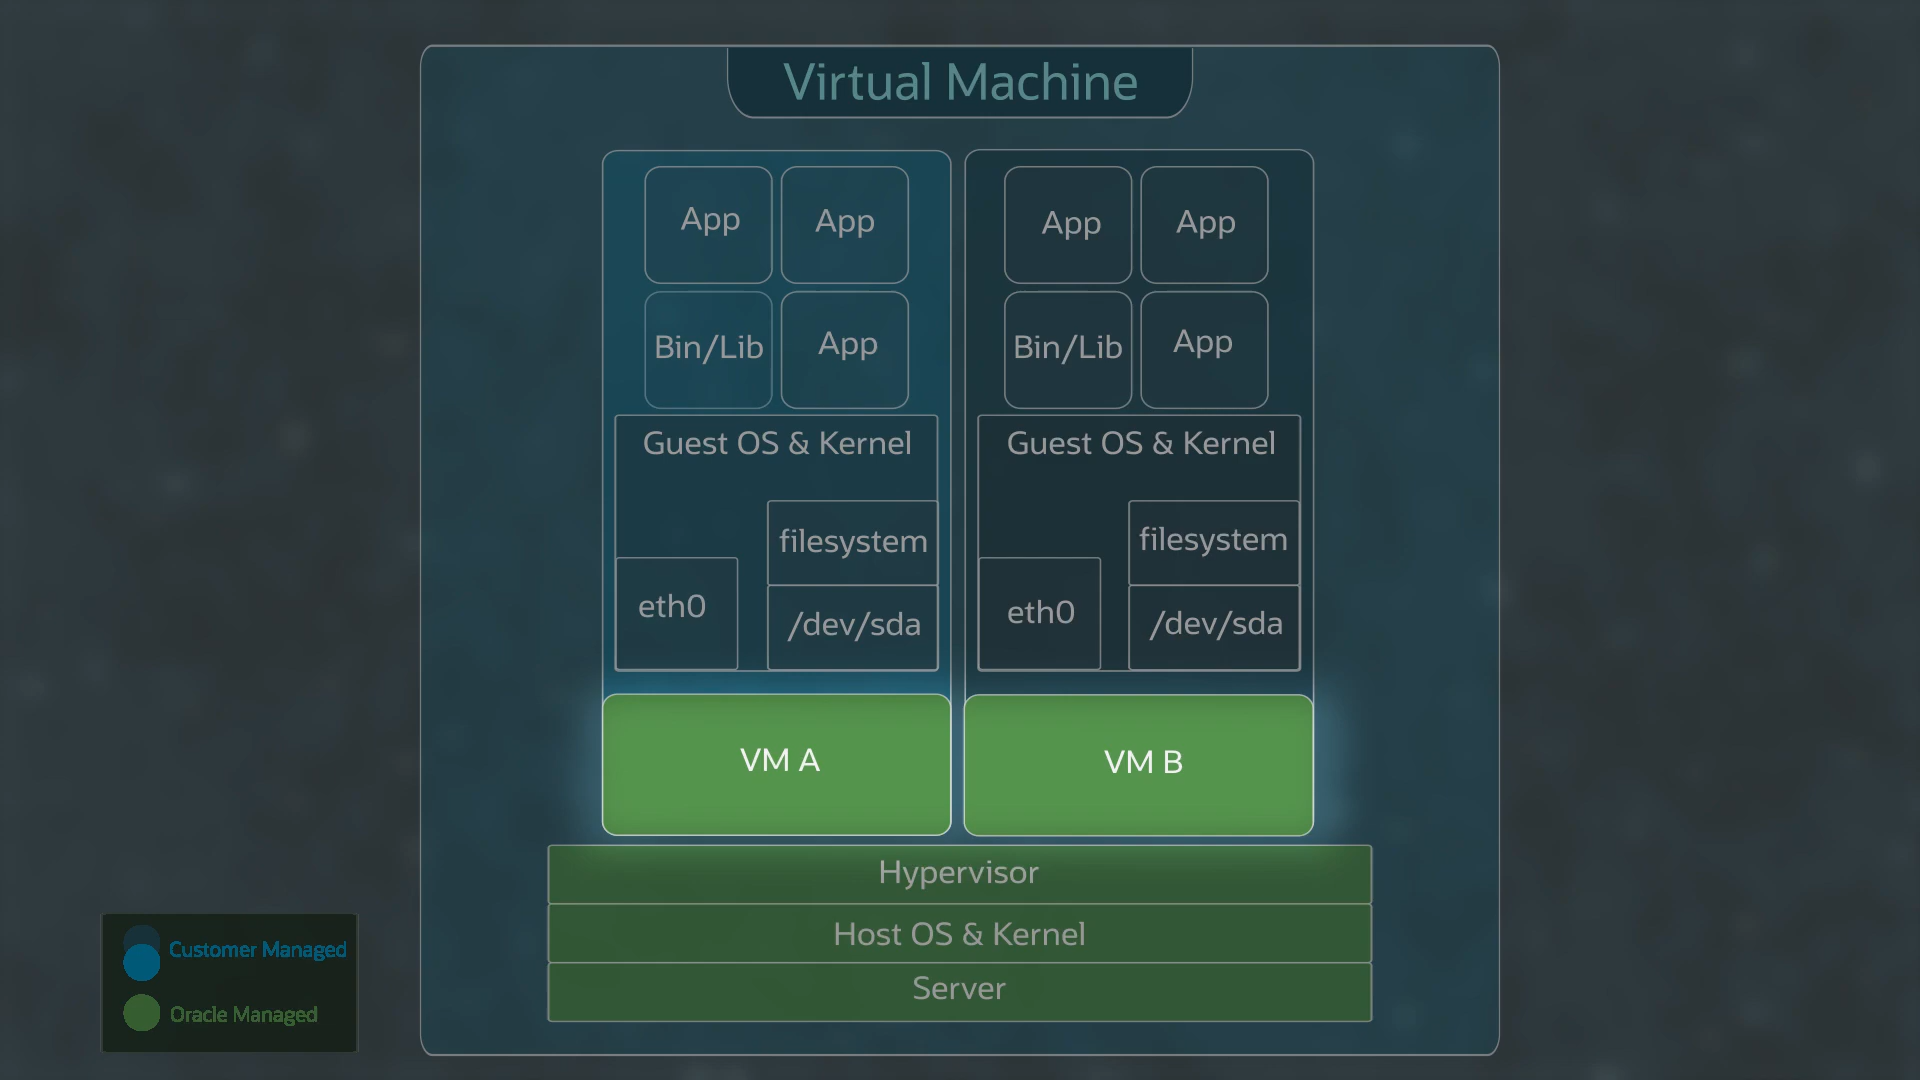 Virtual Machine
App
App
Bin/Lib
App
Guest OS & Kernel
filesystem
eth0
/dev/sda
VM A
App
App
Bin/Lib
App
Guest OS & Kernel
filesystem
eth0
/dev/sda
VM B
Hypervisor
Host OS & Kernel
Server
Customer Managed
Oracle Managed